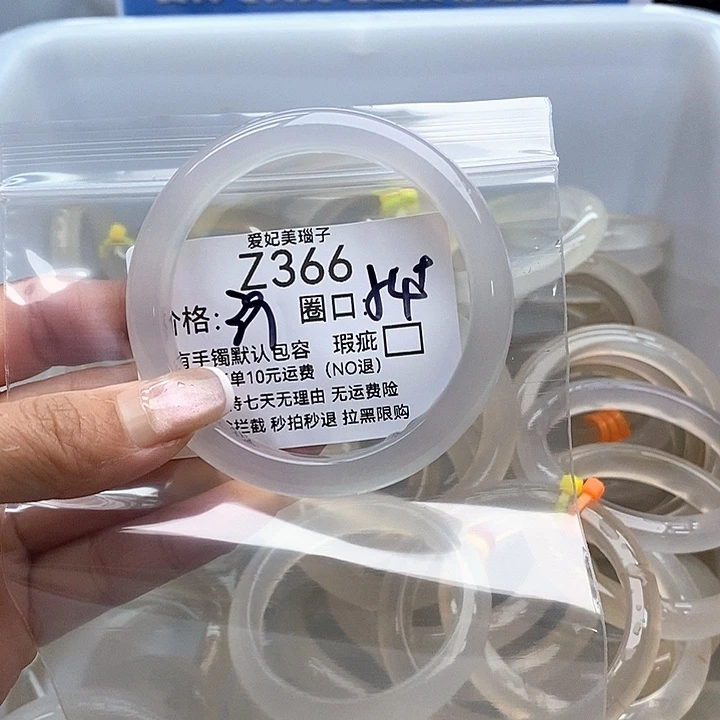 爱妃美瑙子
Z366
价格: 圈口:
有手镯默认包容 瑕疵
单10元运费（NO退）
持七天无理由 无运费险
拦截 秒拍秒退 拉黑限购